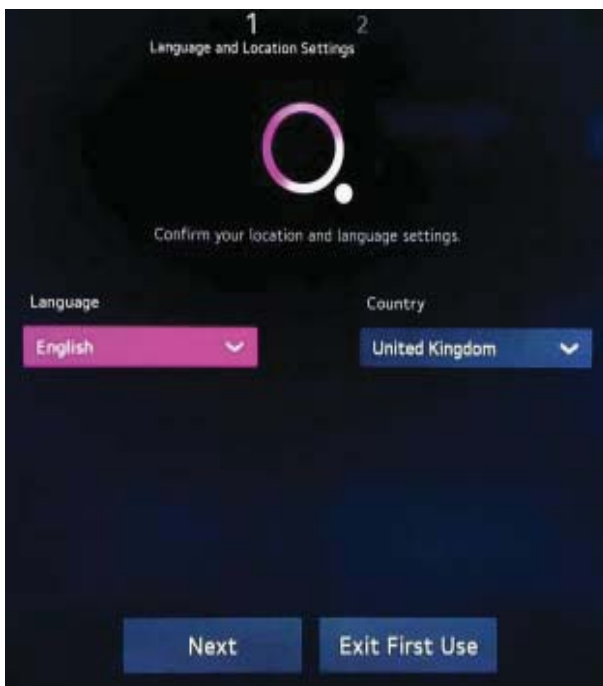 1 2
Language and Location Settings
Confirm your location and language settings.
Language Country
English United Kingdom
Next Exit First Use